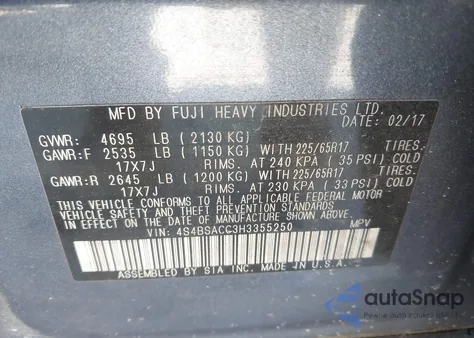 MFD BY FUJI HEAVY INDUSTRIES LTD.
DATE: 02/17
GVWR: 4695 LB (2130 KG)
GAWR:F 2535 LB (1150 KG) WITH 225/65R17 TIRES.
17X7J RIMS. AT 240 KPA (35 PSI) COLD
GAWR:R 2645 LB (1200 KG) WITH 225/65R17 TIRES.
17X7J RIMS. AT 230 KPA (33 PSI) COLD
THIS VEHICLE CONFORMS TO ALL APPLICABLE FEDERAL MOTOR
VEHICLE SAFETY AND THEFT PREVENTION STANDARDS
IN EFFECT ON THE DATE OF MANUFACTURE SHOWN ABOVE.
VIN: 4S4BSACC3H3355250 MPV
ASSEMBLED BY SIA INC. MADE IN U.S.A.
autoSnap
Pewne auto